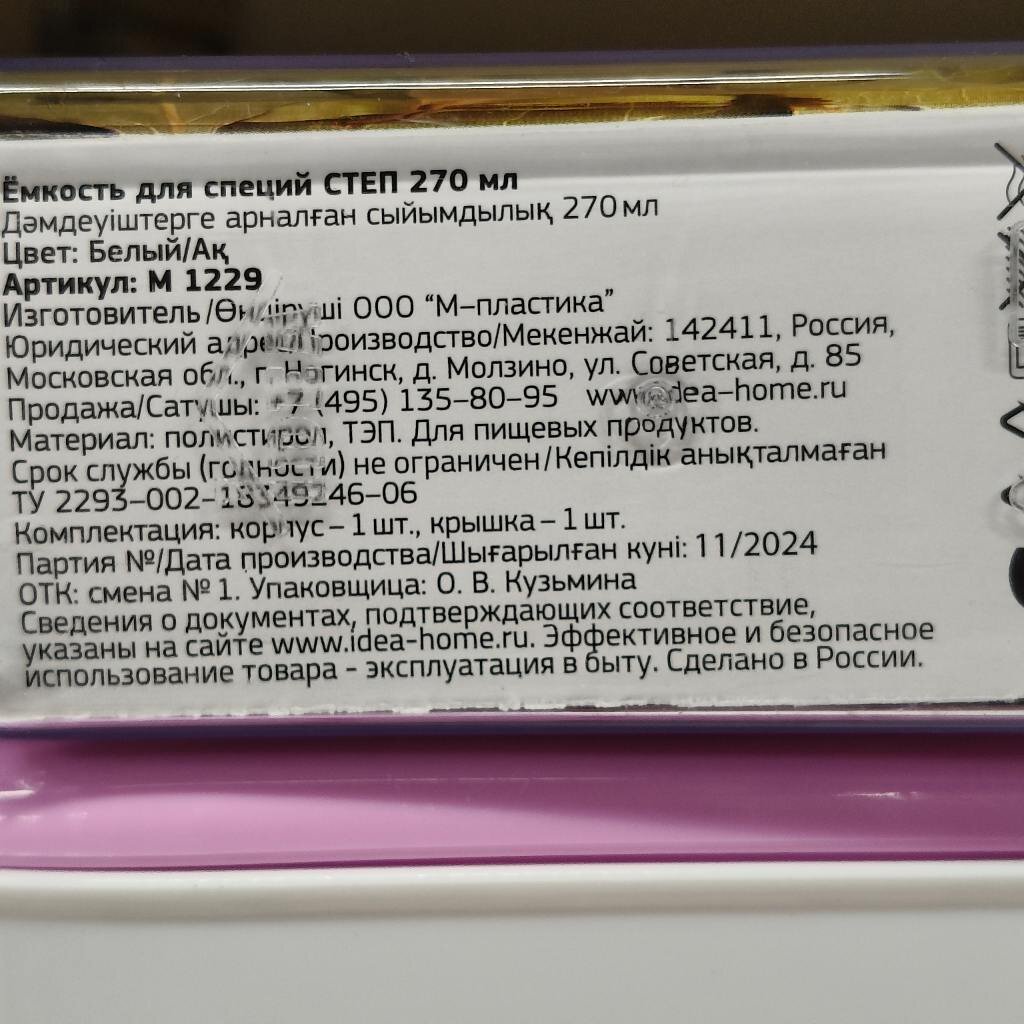 Ёмкость для специй СТЕП 270 мл
Дәмдеуіштерге арналған сыйымдылық 270 мл
Цвет: Белый/Ақ
Артикул: М 1229
Изготовитель/Өндіруші ООО “М–пластика”
Юридический адрес/Производство/Мекенжай: 142411, Россия,
Московская обл., г. Ногинск, д. Молзино, ул. Советская, д. 85
Продажа/Сатушы: +7 (495) 135–80–95 www.idea–home.ru
Материал: полистирол, ТЭП. Для пищевых продуктов.
Срок службы (годности) не ограничен/Кепілдік анықталмаған
ТУ 2293–002–18349246–06
Комплектация: корпус – 1 шт., крышка – 1 шт.
Партия №/Дата производства/Шығарылған куні: 11/2024
ОТК: смена № 1. Упаковщица: О. В. Кузьмина
Сведения о документах, подтверждающих соответствие,
указаны на сайте www.idea-home.ru. Эффективное и безопасное
использование товара - эксплуатация в быту. Сделано в России.